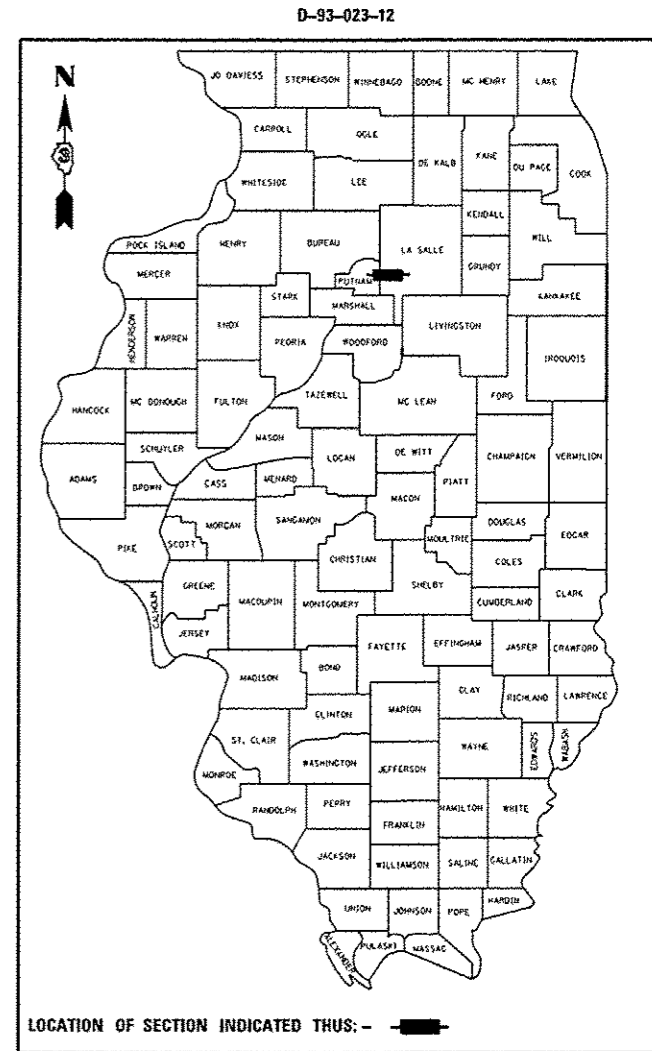 D-93-023-12
N
JO DAVIESS STEPHENSON WINNEBAGO BOONE MC HENRY LAKE
CARROLL OGLE DE KALB KANE DU PAGE COOK
WHITESIDE LEE
KENDALL WILL
ROCK ISLAND HENRY BUREAU LA SALLE GRUNDY
MERCER PUTNAM KANKAKEE
STARK MARSHALL
HENDERSON WARREN KNOX PEORIA WOODFORD LIVINGSTON IROQUOIS
HANCOCK MC DONOUGH FULTON TAZEWELL MC LEAN FORD
SCHUYLER MASON LOGAN DE WITT CHAMPAIGN VERMILION
ADAMS BROWN CASS MENARD PIATT
MACON
PIKE SCOTT MORGAN SANGAMON CHRISTIAN MOULTRIE DOUGLAS EDGAR
COLES
GREENE SHELBY CUMBERLAND CLARK
CALHOUN MACOUPIN MONTGOMERY
JERSEY FAYETTE EFFINGHAM JASPER CRAWFORD
MADISON BOND
CLAY RICHLAND LAWRENCE
CLINTON MARION
ST. CLAIR WAYNE EDWARDS WABASH
MONROE WASHINGTON JEFFERSON
RANDOLPH PERRY HAMILTON WHITE
FRANKLIN
JACKSON WILLIAMSON SALINE GALLATIN
HARDIN
UNION JOHNSON POPE
ALEXANDER PULASKI MASSAC
LOCATION OF SECTION INDICATED THUS: -